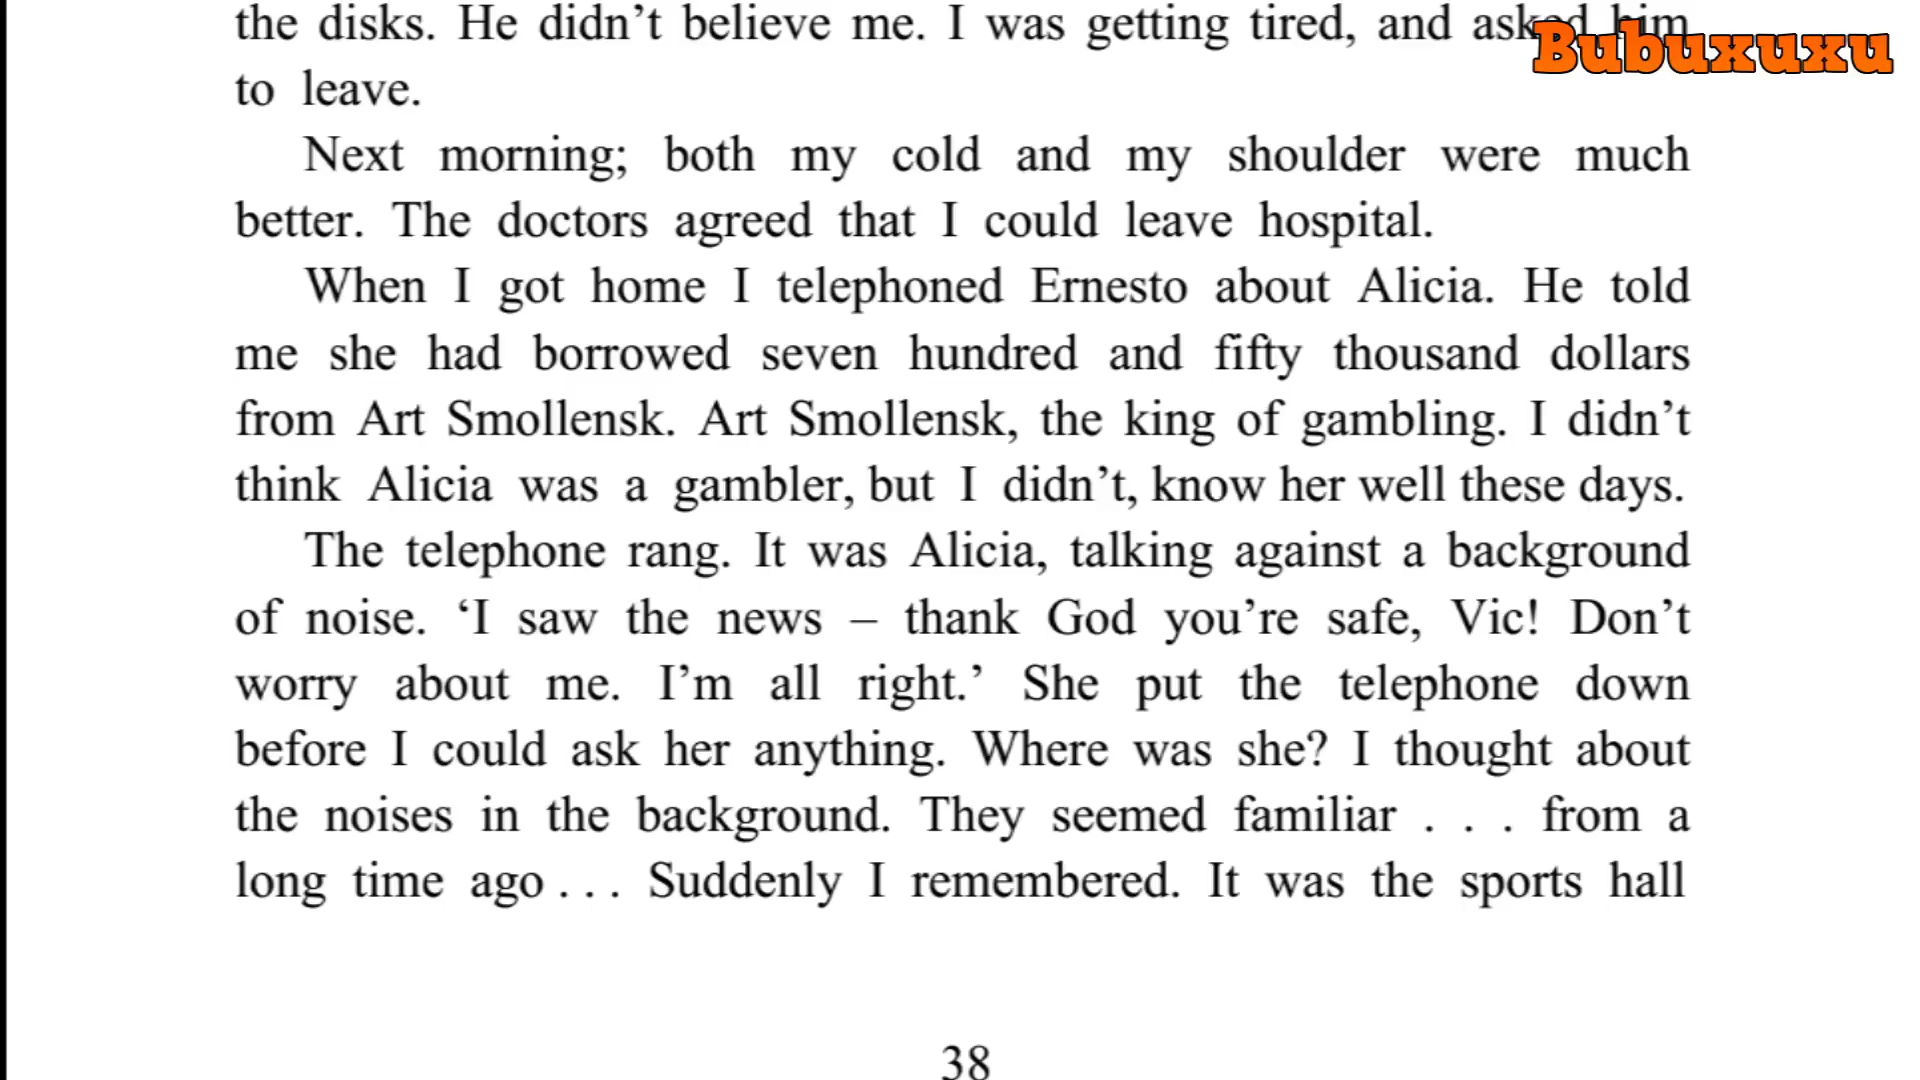 the disks. He didn’t believe me. I was getting tired, and asked him
Bubuxuxu
to leave.
Next morning; both my cold and my shoulder were much
better. The doctors agreed that I could leave hospital.
When I got home I telephoned Ernesto about Alicia. He told
me she had borrowed seven hundred and fifty thousand dollars
from Art Smollensk. Art Smollensk, the king of gambling. I didn’t
think Alicia was a gambler, but I didn’t, know her well these days.
The telephone rang. It was Alicia, talking against a background
of noise. ‘I saw the news – thank God you’re safe, Vic! Don’t
worry about me. I’m all right.’ She put the telephone down
before I could ask her anything. Where was she? I thought about
the noises in the background. They seemed familiar . . . from a
long time ago . . . Suddenly I remembered. It was the sports hall
38